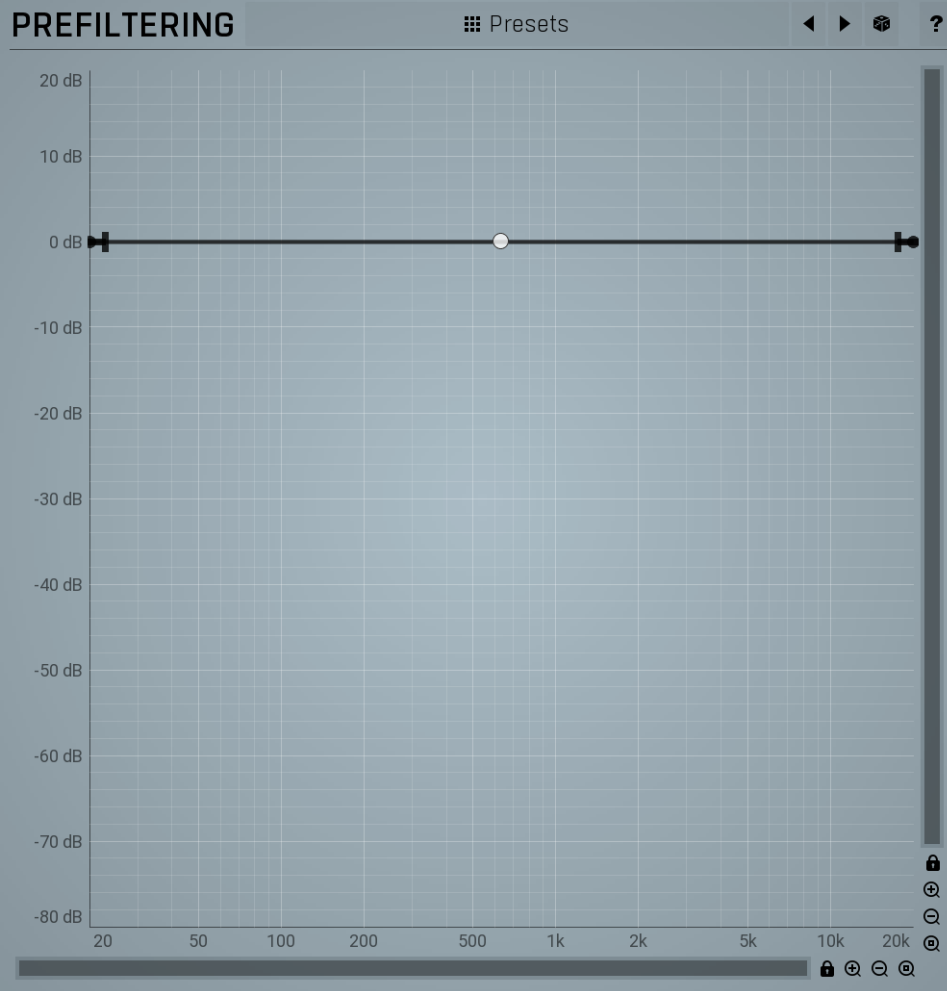 PREFILTERING Presets ?
20 dB
10 dB
0 dB
-10 dB
-20 dB
-30 dB
-40 dB
-50 dB
-60 dB
-70 dB
-80 dB
20 50 100 200 500 1k 2k 5k 10k 20k